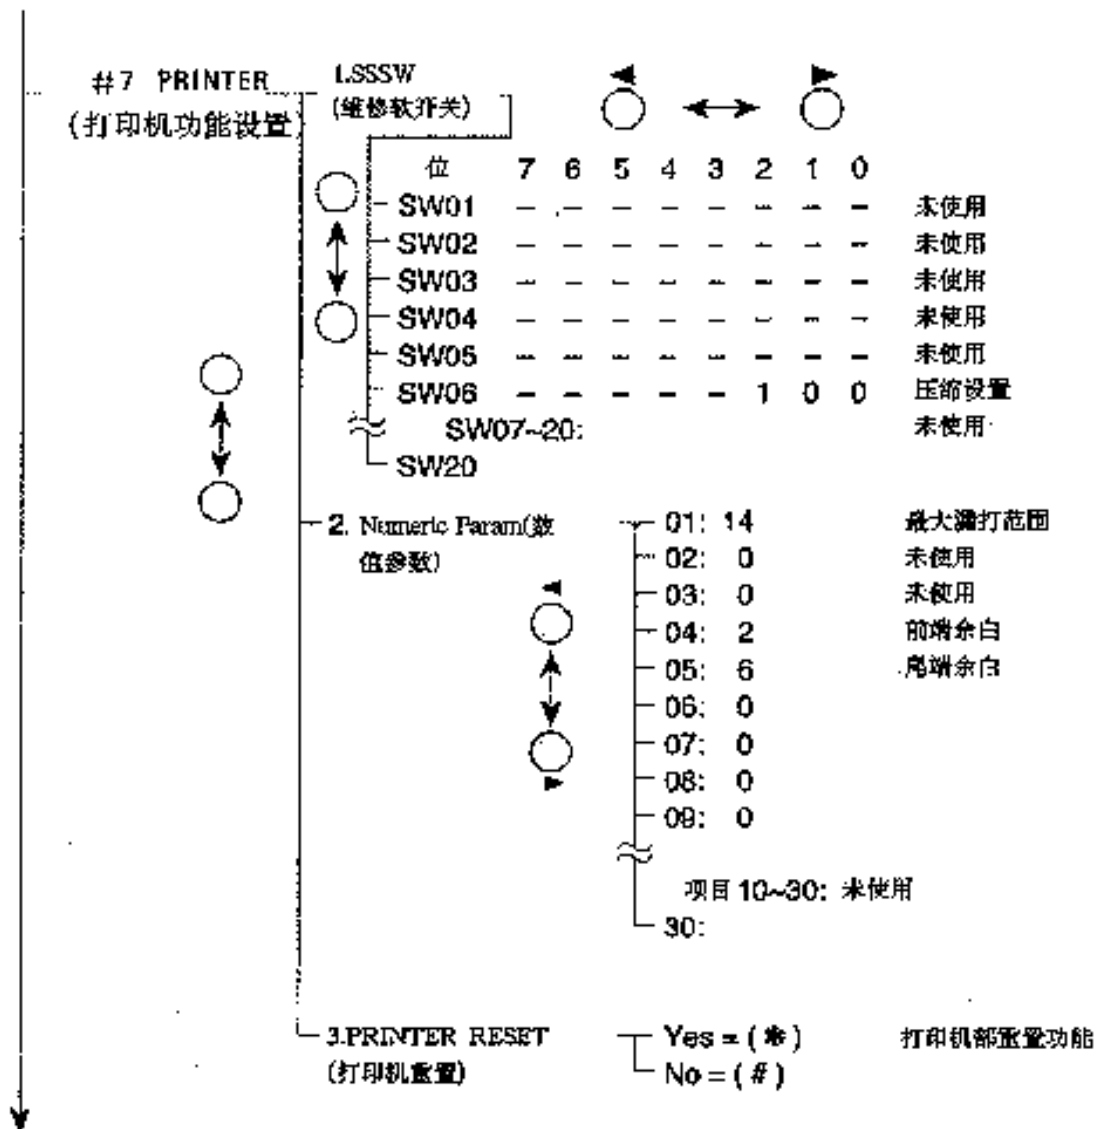 #7 PRINTER
(打印机功能设置)
1.SSSW
(维修软开关)
位 7 6 5 4 3 2 1 0
SW01 – – – – – – – – 未使用
SW02 – – – – – – – – 未使用
SW03 – – – – – – – – 未使用
SW04 – – – – – – – – 未使用
SW05 – – – – – – – – 未使用
SW06 – – – – – 1 0 0 压缩设置
SW07~20: 未使用
SW20
2. Numeric Param(数
值参数)
01: 14 最大漏打范围
02: 0 未使用
03: 0 未使用
04: 2 前端余白
05: 6 尾端余白
06: 0
07: 0
08: 0
09: 0
项目 10~30: 未使用
30:
3.PRINTER RESET
(打印机重置)
Yes = (*) 打印机部重置功能
No = (#)